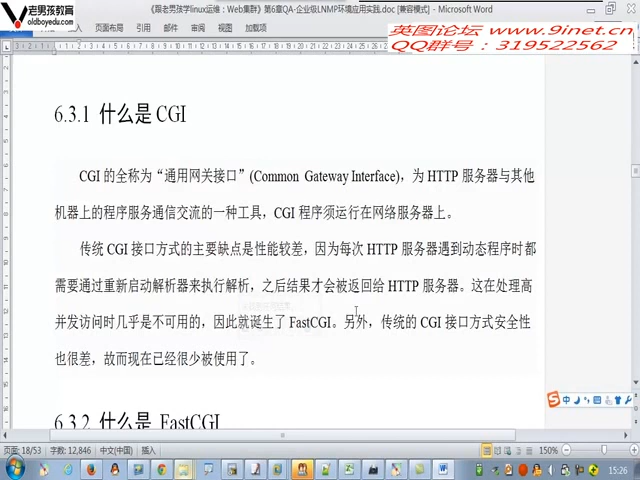 老男孩教育
oldboyedu.com
《跟老男孩学linux运维：Web集群》第6章QA-企业级LNMP环境应用实践.doc [兼容模式] - Microsoft Word
页面布局 引用 邮件 审阅 视图 加载项
英图论坛 www.9inet.cn
QQ群号：319522562
6.3.1 什么是 CGI
CGI 的全称为“通用网关接口”(Common Gateway Interface)，为 HTTP 服务器与其他
机器上的程序服务通信交流的一种工具，CGI 程序须运行在网络服务器上。
传统 CGI 接口方式的主要缺点是性能较差，因为每次 HTTP 服务器遇到动态程序时都
需要通过重新启动解析器来执行解析，之后结果才会被返回给 HTTP 服务器。这在处理高
并发访问时几乎是不可用的，因此就诞生了 FastCGI。另外，传统的 CGI 接口方式安全性
也很差，故而现在已经很少被使用了。
6.3.2 什么是 FastCGI
中
页面: 18/53 字数: 12,846 中文(中国) 插入 150%
15:26